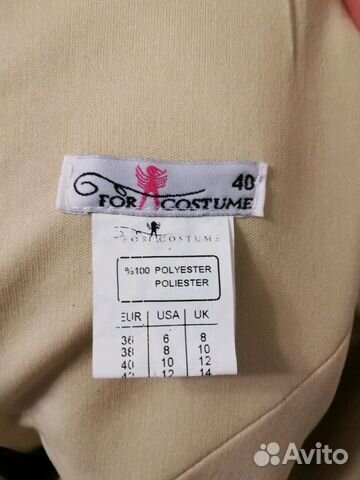 40
FOR COSTUME
FOR COSTUME
%100 POLYESTER
POLIESTER
EUR USA UK
36 6 8
38 8 10
40 10 12
42 12 14
Avito